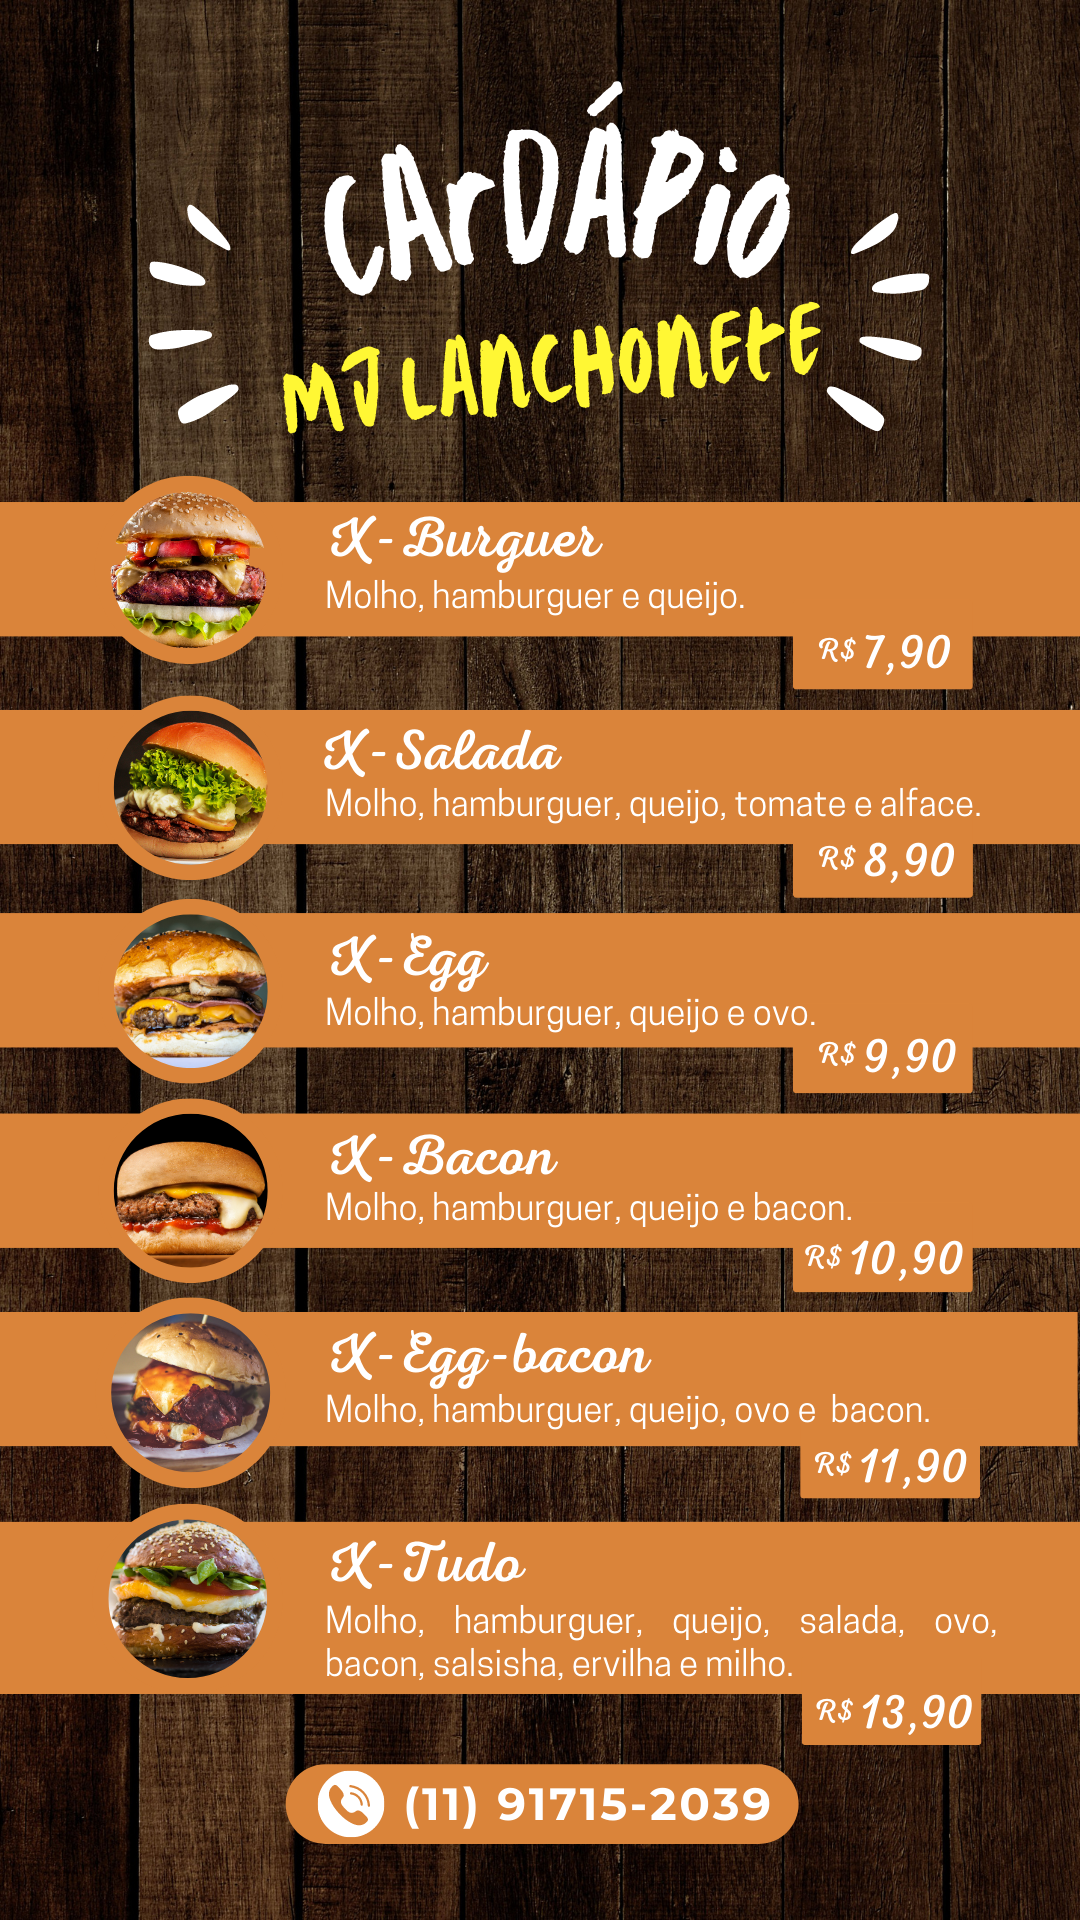 CArDÁPiO
MJ LANCHONEtE
X- Burguer
Molho, hamburguer e queijo.
R$ 7,90
X- Salada
Molho, hamburguer, queijo, tomate e alface.
R$ 8,90
X- Egg
Molho, hamburguer, queijo e ovo.
R$ 9,90
X- Bacon
Molho, hamburguer, queijo e bacon.
R$ 10,90
X- Egg-bacon
Molho, hamburguer, queijo, ovo e bacon.
R$ 11,90
X- Tudo
Molho, hamburguer, queijo, salada, ovo,
bacon, salsisha, ervilha e milho.
R$ 13,90
(11) 91715-2039